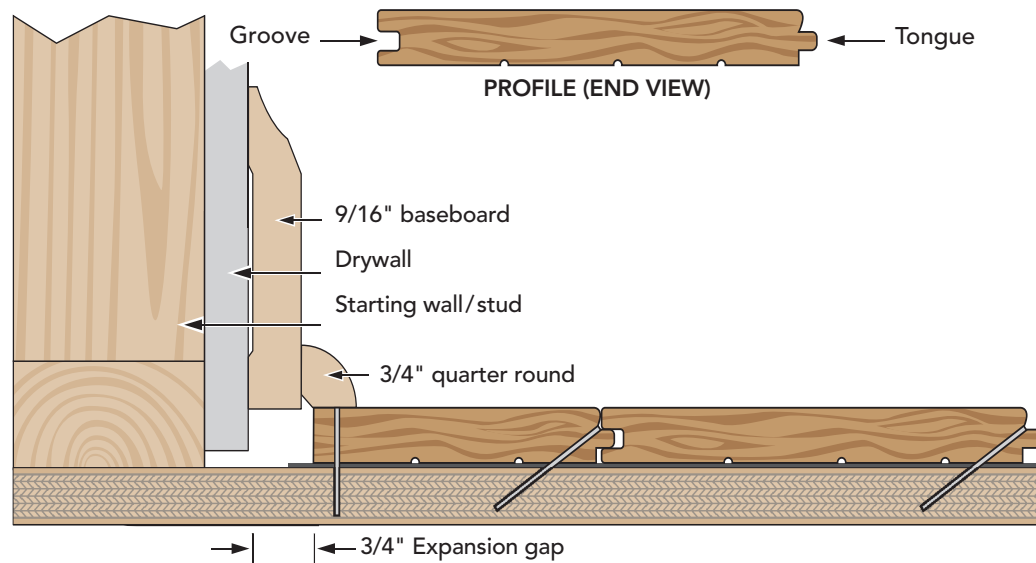 Groove
Tongue
PROFILE (END VIEW)
9/16" baseboard
Drywall
Starting wall/stud
3/4" quarter round
3/4" Expansion gap